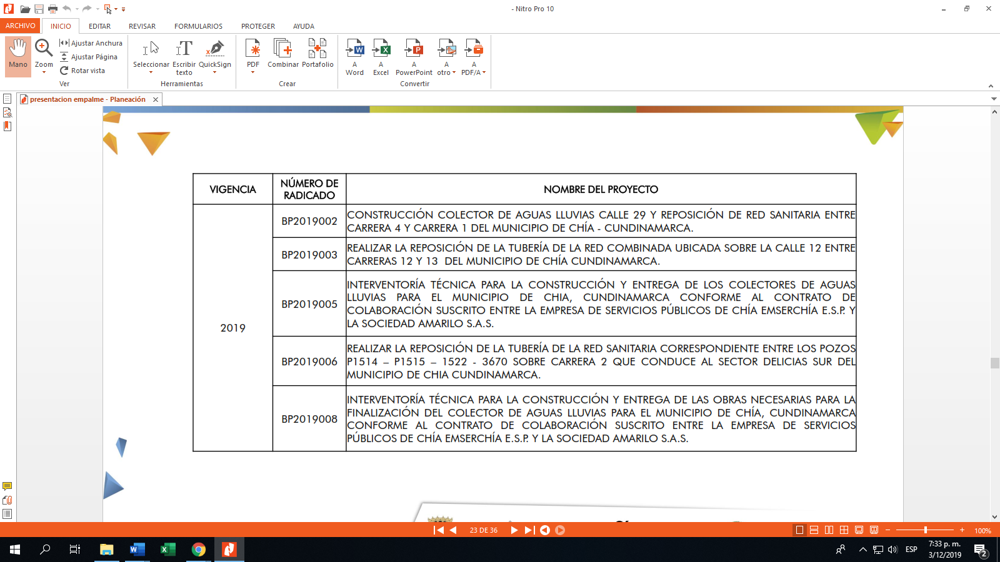 - Nitro Pro 10
ARCHIVO INICIO EDITAR REVISAR FORMULARIOS PROTEGER AYUDA
Mano
Zoom
Ajustar Anchura
Ajustar Página
Rotar vista
Ver
Seleccionar
Escribir
texto
QuickSign
Herramientas
PDF
Combinar
Portafolio
Crear
A
Word
A
Excel
A
PowerPoint
A
otro
A
PDF/A
Convertir
presentacion empalme - Planeación
VIGENCIA
NÚMERO DE
RADICADO
NOMBRE DEL PROYECTO
2019
BP2019002
CONSTRUCCIÓN COLECTOR DE AGUAS LLUVIAS CALLE 29 Y REPOSICIÓN DE RED SANITARIA ENTRE
CARRERA 4 Y CARRERA 1 DEL MUNICIPIO DE CHÍA - CUNDINAMARCA.
BP2019003
REALIZAR LA REPOSICIÓN DE LA TUBERÍA DE LA RED COMBINADA UBICADA SOBRE LA CALLE 12 ENTRE
CARRERAS 12 Y 13 DEL MUNICIPIO DE CHÍA CUNDINAMARCA.
BP2019005
INTERVENTORÍA TÉCNICA PARA LA CONSTRUCCIÓN Y ENTREGA DE LOS COLECTORES DE AGUAS
LLUVIAS PARA EL MUNICIPIO DE CHIA, CUNDINAMARCA CONFORME AL CONTRATO DE
COLABORACIÓN SUSCRITO ENTRE LA EMPRESA DE SERVICIOS PÚBLICOS DE CHÍA EMSERCHÍA E.S.P. Y
LA SOCIEDAD AMARILO S.A.S.
BP2019006
REALIZAR LA REPOSICIÓN DE LA TUBERÍA DE LA RED SANITARIA CORRESPONDIENTE ENTRE LOS POZOS
P1514 – P1515 – 1522 - 3670 SOBRE CARRERA 2 QUE CONDUCE AL SECTOR DELICIAS SUR DEL
MUNICIPIO DE CHIA CUNDINAMARCA.
BP2019008
INTERVENTORÍA TÉCNICA PARA LA CONSTRUCCIÓN Y ENTREGA DE LAS OBRAS NECESARIAS PARA LA
FINALIZACIÓN DEL COLECTOR DE AGUAS LLUVIAS PARA EL MUNICIPIO DE CHÍA, CUNDINAMARCA
CONFORME AL CONTRATO DE COLABORACIÓN SUSCRITO ENTRE LA EMPRESA DE SERVICIOS
PÚBLICOS DE CHÍA EMSERCHÍA E.S.P. Y LA SOCIEDAD AMARILO S.A.S.
23 DE 36
100%
ESP
7:33 p. m.
3/12/2019
2